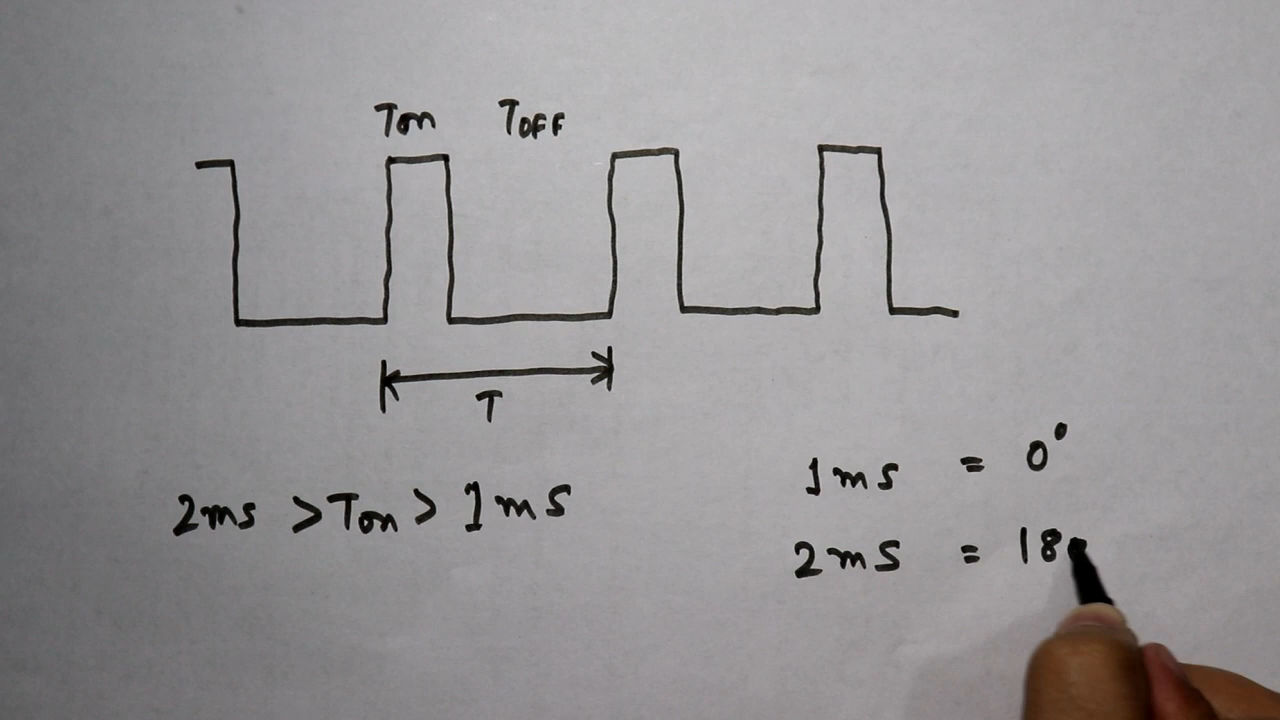 Ton TOFF
T
2ms > Ton > 1ms
1ms = 0°
2ms = 18